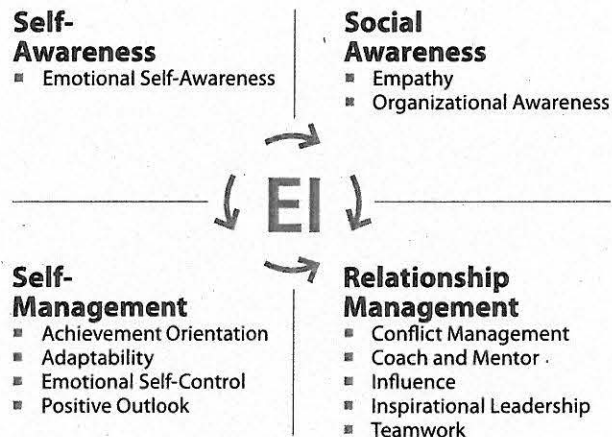 Self-
Awareness
■ Emotional Self-Awareness
Social
Awareness
■ Empathy
■ Organizational Awareness
EI
Self-
Management
■ Achievement Orientation
■ Adaptability
■ Emotional Self-Control
■ Positive Outlook
Relationship
Management
■ Conflict Management
■ Coach and Mentor
■ Influence
■ Inspirational Leadership
■ Teamwork